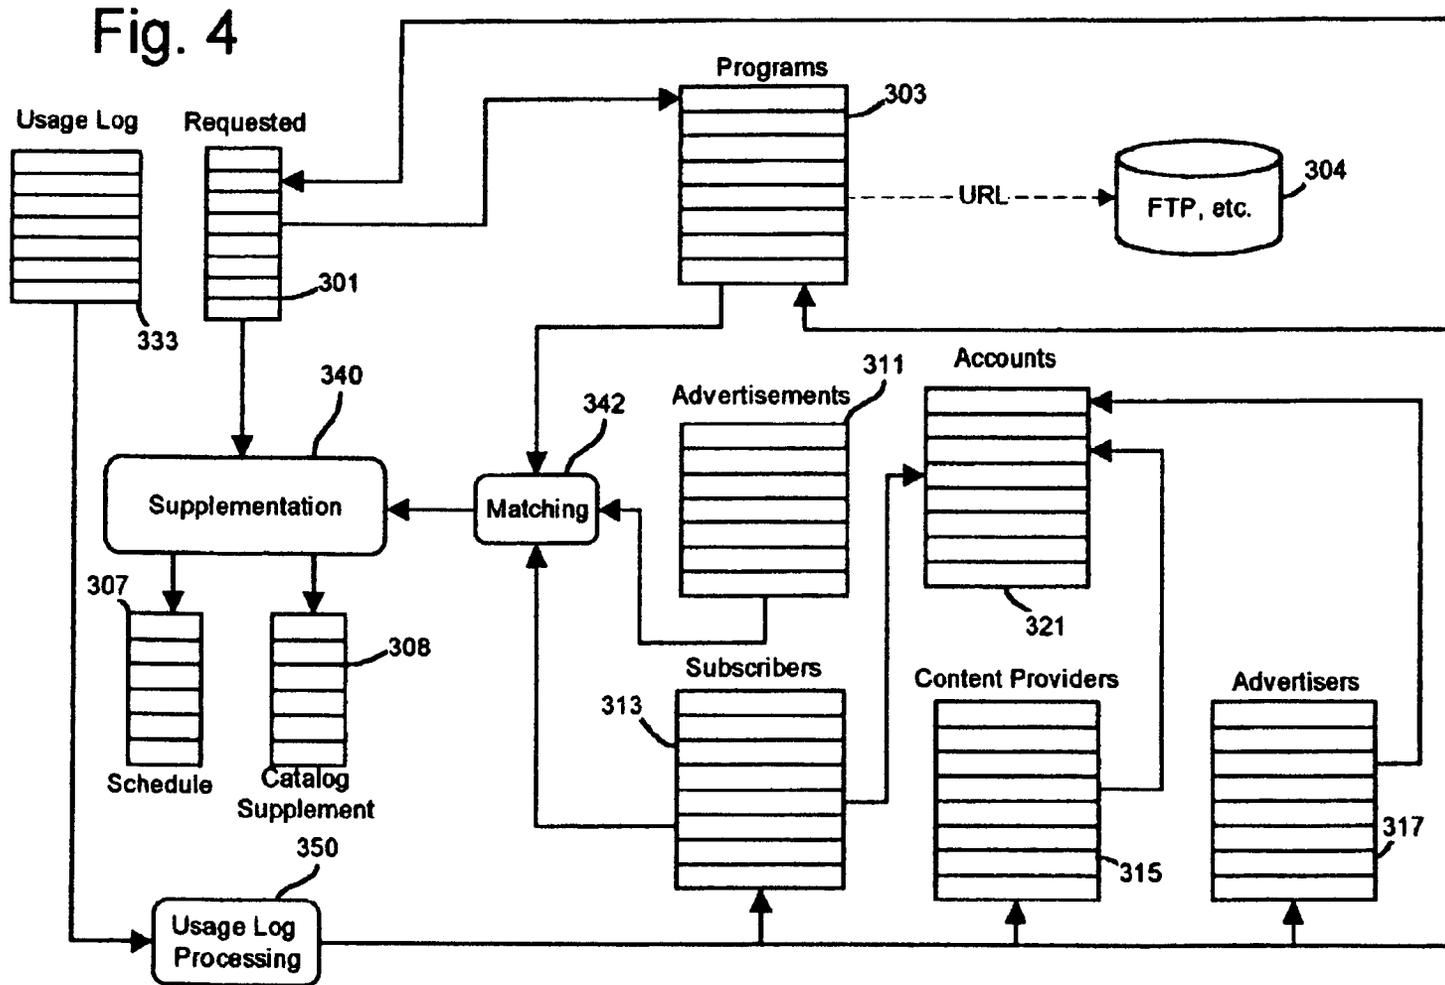 Fig. 4
Programs
303
Usage Log
Requested
URL
FTP, etc.
304
301
333
340
342
Advertisements
311
Accounts
Supplementation
Matching
307
308
321
Schedule
Catalog
Supplement
Subscribers
313
Content Providers
Advertisers
315
317
350
Usage Log
Processing